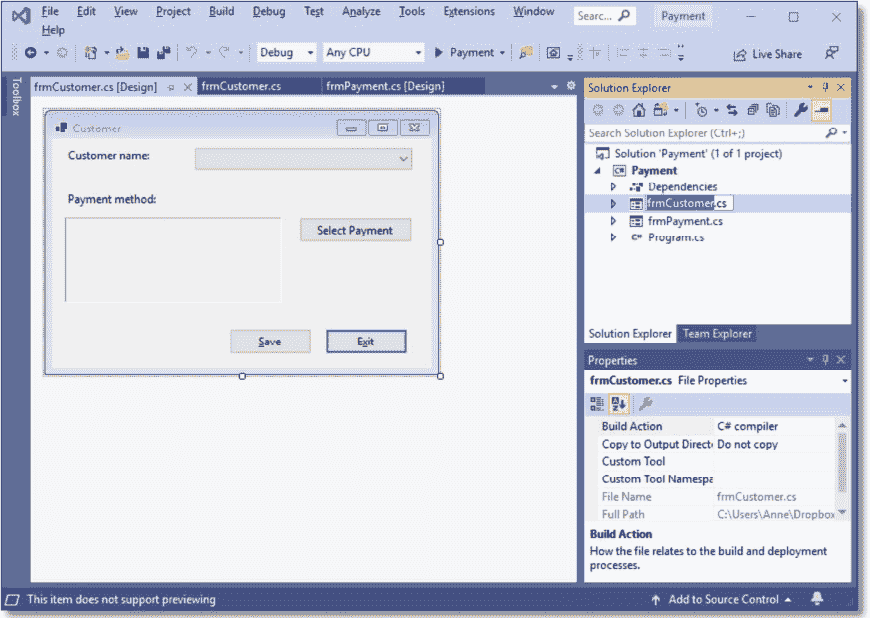 File Edit View Project Build Debug Test Analyze Tools Extensions Window Searc... Payment
Help
Debug Any CPU Payment Live Share
Toolbox
frmCustomer.cs [Design] frmCustomer.cs frmPayment.cs [Design]
Customer
Customer name:
Payment method:
Select Payment
Save Exit
Solution Explorer
Search Solution Explorer (Ctrl+;)
Solution 'Payment' (1 of 1 project)
C# Payment
Dependencies
frmCustomer.cs
frmPayment.cs
C# Program.cs
Solution Explorer Team Explorer
Properties
frmCustomer.cs File Properties
Build Action C# compiler
Copy to Output Directo Do not copy
Custom Tool
Custom Tool Namespa
File Name frmCustomer.cs
Full Path C:\Users\Anne\Dropbox
Build Action
How the file relates to the build and deployment
processes.
This item does not support previewing Add to Source Control